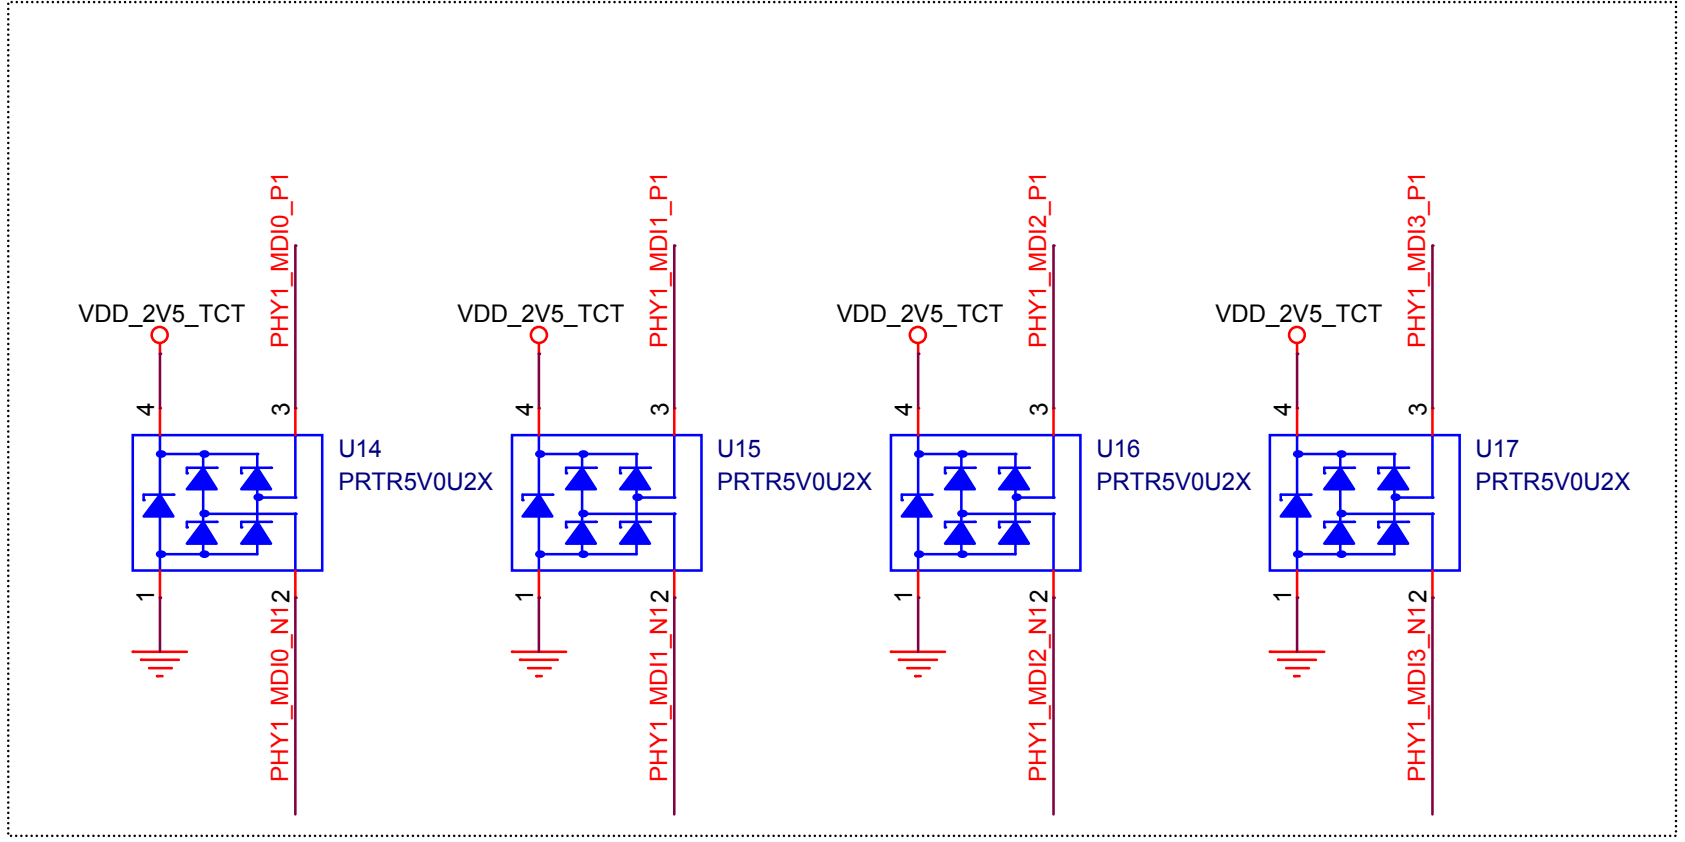 PHY1_MDI0_P1
PHY1_MDI1_P1
PHY1_MDI2_P1
PHY1_MDI3_P1
VDD_2V5_TCT
VDD_2V5_TCT
VDD_2V5_TCT
VDD_2V5_TCT
4
3
4
3
4
3
4
3
U14
PRTR5V0U2X
U15
PRTR5V0U2X
U16
PRTR5V0U2X
U17
PRTR5V0U2X
1
2
1
2
1
2
1
2
PHY1_MDI0_N1
PHY1_MDI1_N1
PHY1_MDI2_N1
PHY1_MDI3_N1